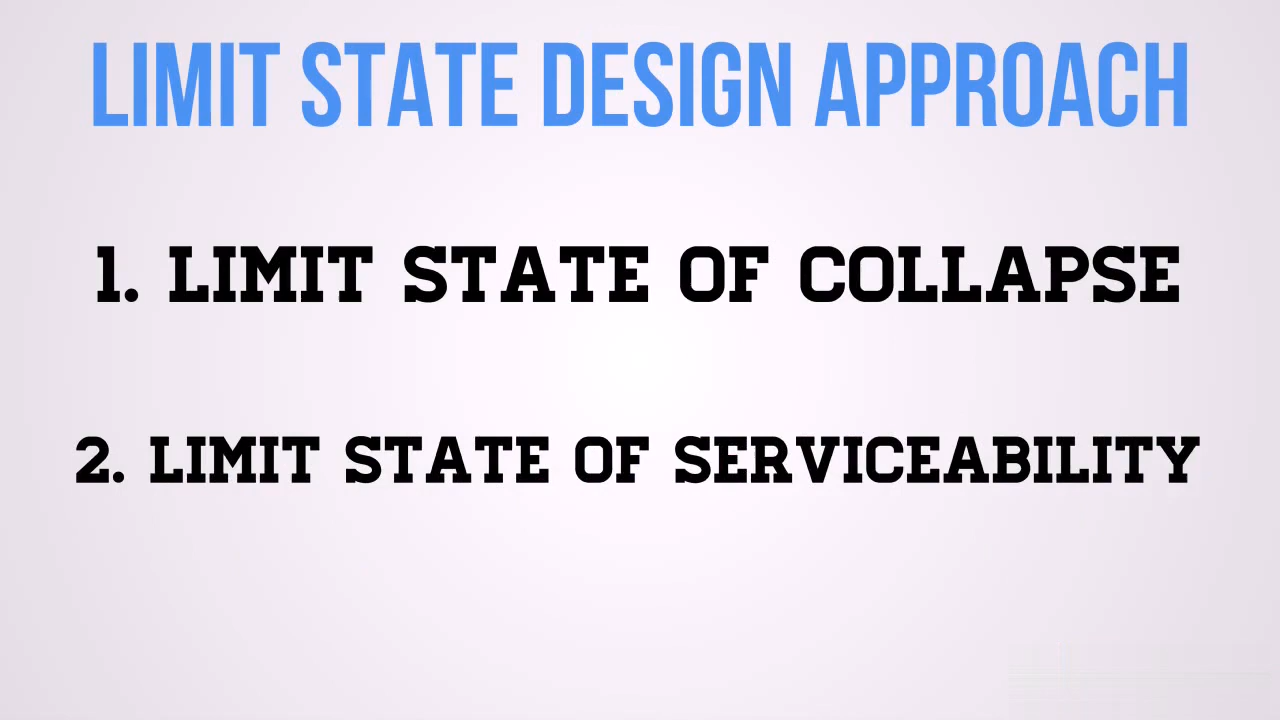 LIMIT STATE DESIGN APPROACH
1. LIMIT STATE OF COLLAPSE
2. LIMIT STATE OF SERVICEABILITY